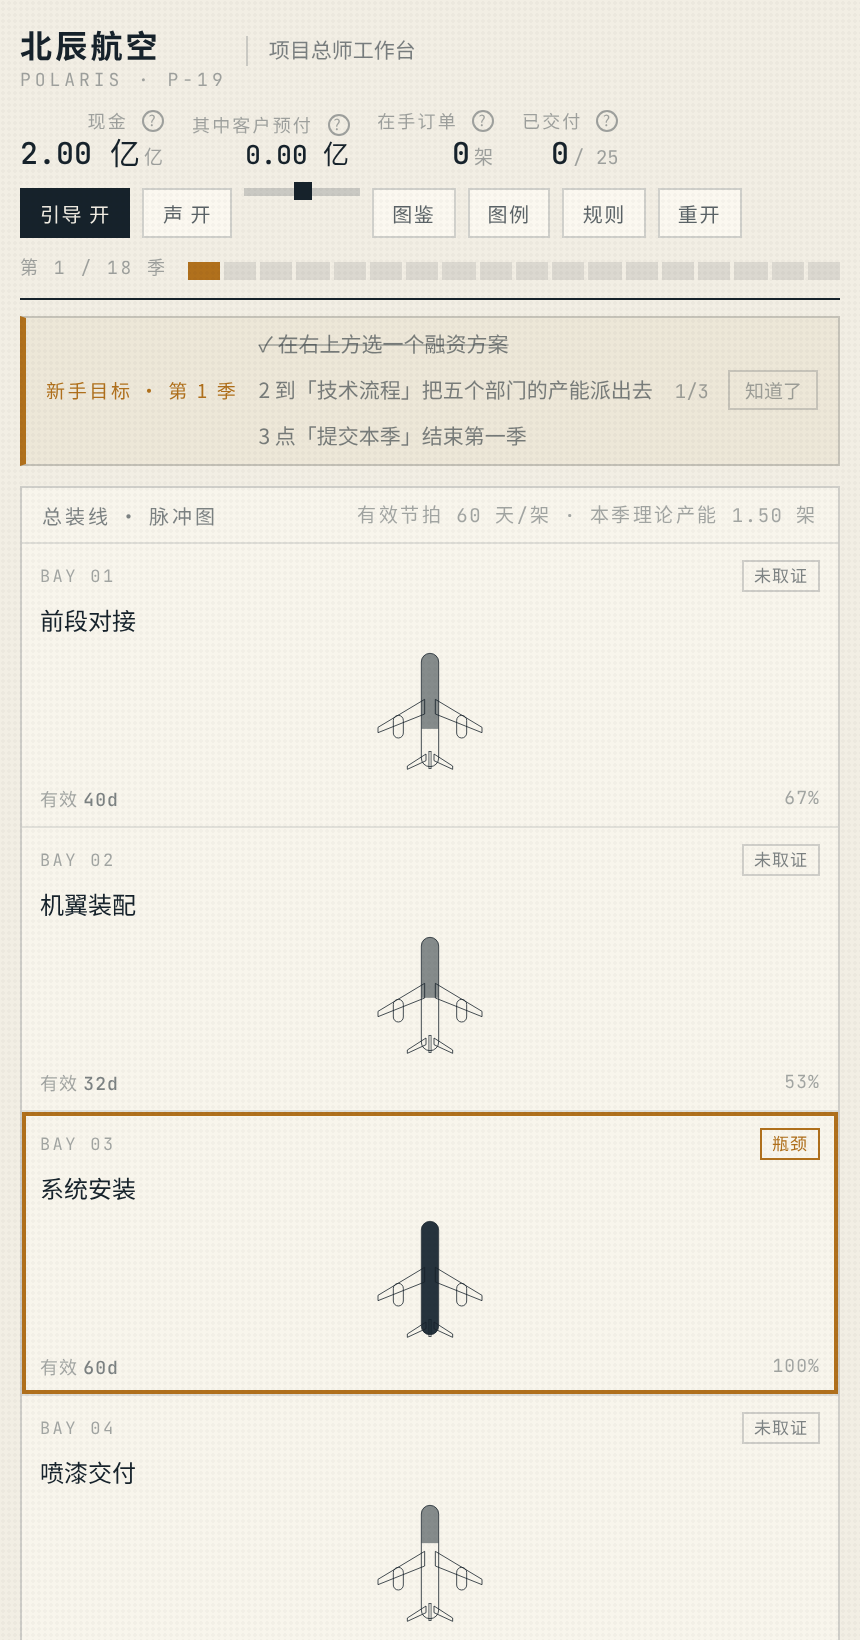 北辰航空
项目总师工作台
POLARIS · P-19
现金 ?
其中客户预付 ?
在手订单 ?
已交付 ?
2.00 亿亿
0.00 亿
0架
0/ 25
引导 开
声 开
图鉴
图例
规则
重开
第 1 / 18 季
新手目标 · 第 1 季
✓在右上方选一个融资方案
2到「技术流程」把五个部门的产能派出去
3点「提交本季」结束第一季
1/3
知道了
总装线 · 脉冲图
有效节拍 60 天/架 · 本季理论产能 1.50 架
BAY 01
未取证
前段对接
有效 40d
67%
BAY 02
未取证
机翼装配
有效 32d
53%
BAY 03
瓶颈
系统安装
有效 60d
100%
BAY 04
未取证
喷漆交付